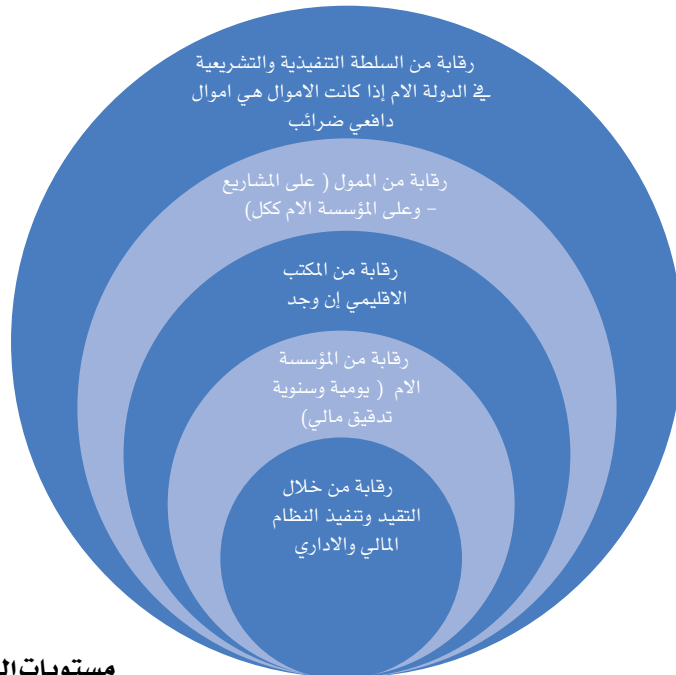 رقابة من السلطة التنفيذية والتشريعية
في الدولة الام إذا كانت الاموال هي اموال
دافعي ضرائب
رقابة من الممول ( على المشاريع
– وعلى المؤسسة الام ككل)
رقابة من المكتب
الاقليمي إن وجد
رقابة من المؤسسة
الام ( يومية وسنوية
تدقيق مالي)
رقابة من خلال
التقيد وتنفيذ النظام
المالي والاداري
مستويات